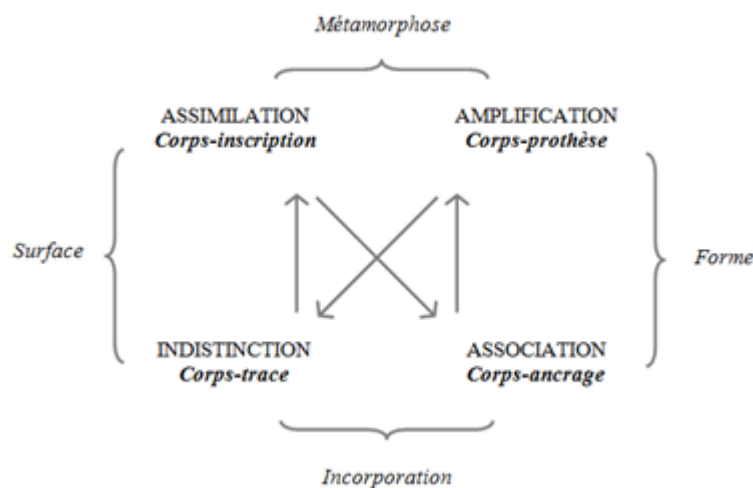 Métamorphose
ASSIMILATION
Corps-inscription
AMPLIFICATION
Corps-prothèse
Surface
Forme
INDISTINCTION
Corps-trace
ASSOCIATION
Corps-ancrage
Incorporation